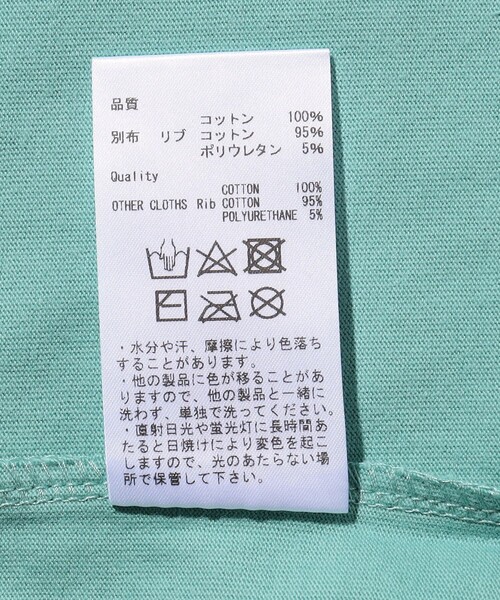 品質
コットン 100%
別布 リブ コットン 95%
ポリウレタン 5%
Quality
COTTON 100%
OTHER CLOTHS Rib COTTON 95%
POLYURETHANE 5%
・水分や汗、摩擦により色落ち
することがあります。
・他の製品に色が移ることがあ
りますので、他の製品と一緒に
洗わず、単独で洗ってください。
・直射日光や蛍光灯に長時間あ
たると日焼けにより変色を起こ
しますので、光のあたらない場
所で保管して下さい。